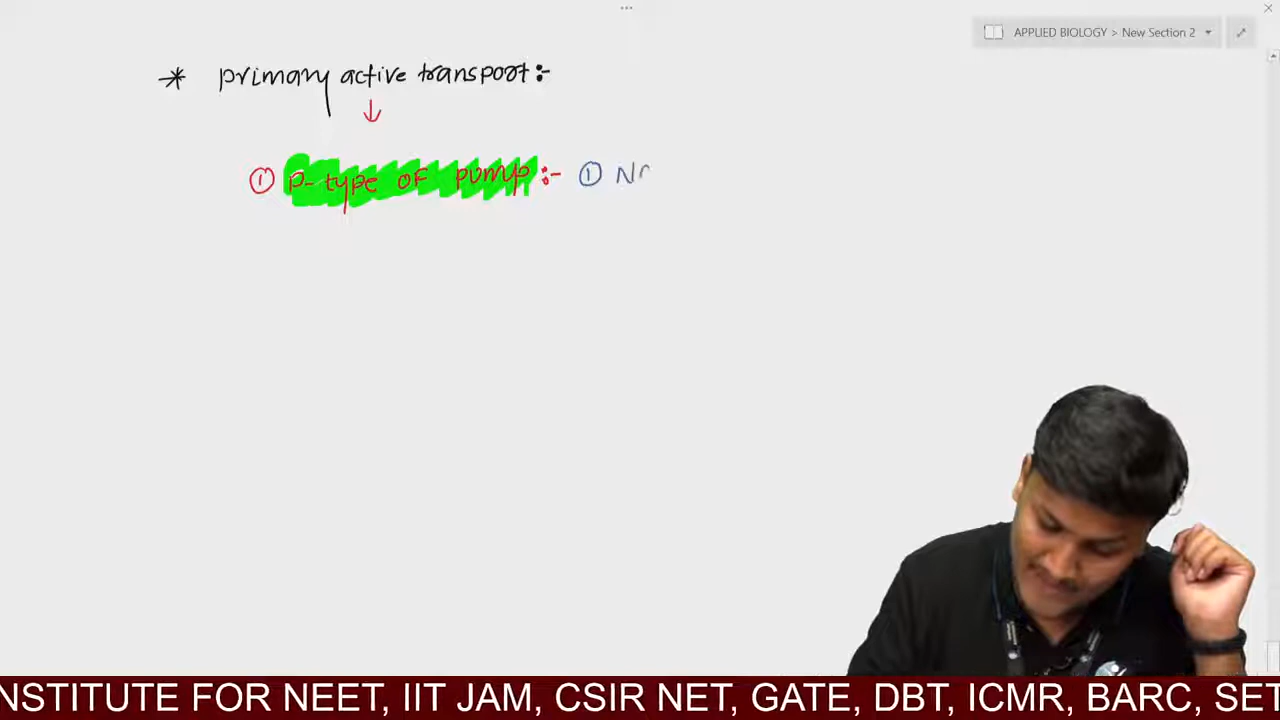 APPLIED BIOLOGY > New Section 2
* primary active transport :-
↓
① P- type of pump :- ① Na
NSTITUTE FOR NEET, IIT JAM, CSIR NET, GATE, DBT, ICMR, BARC, SET